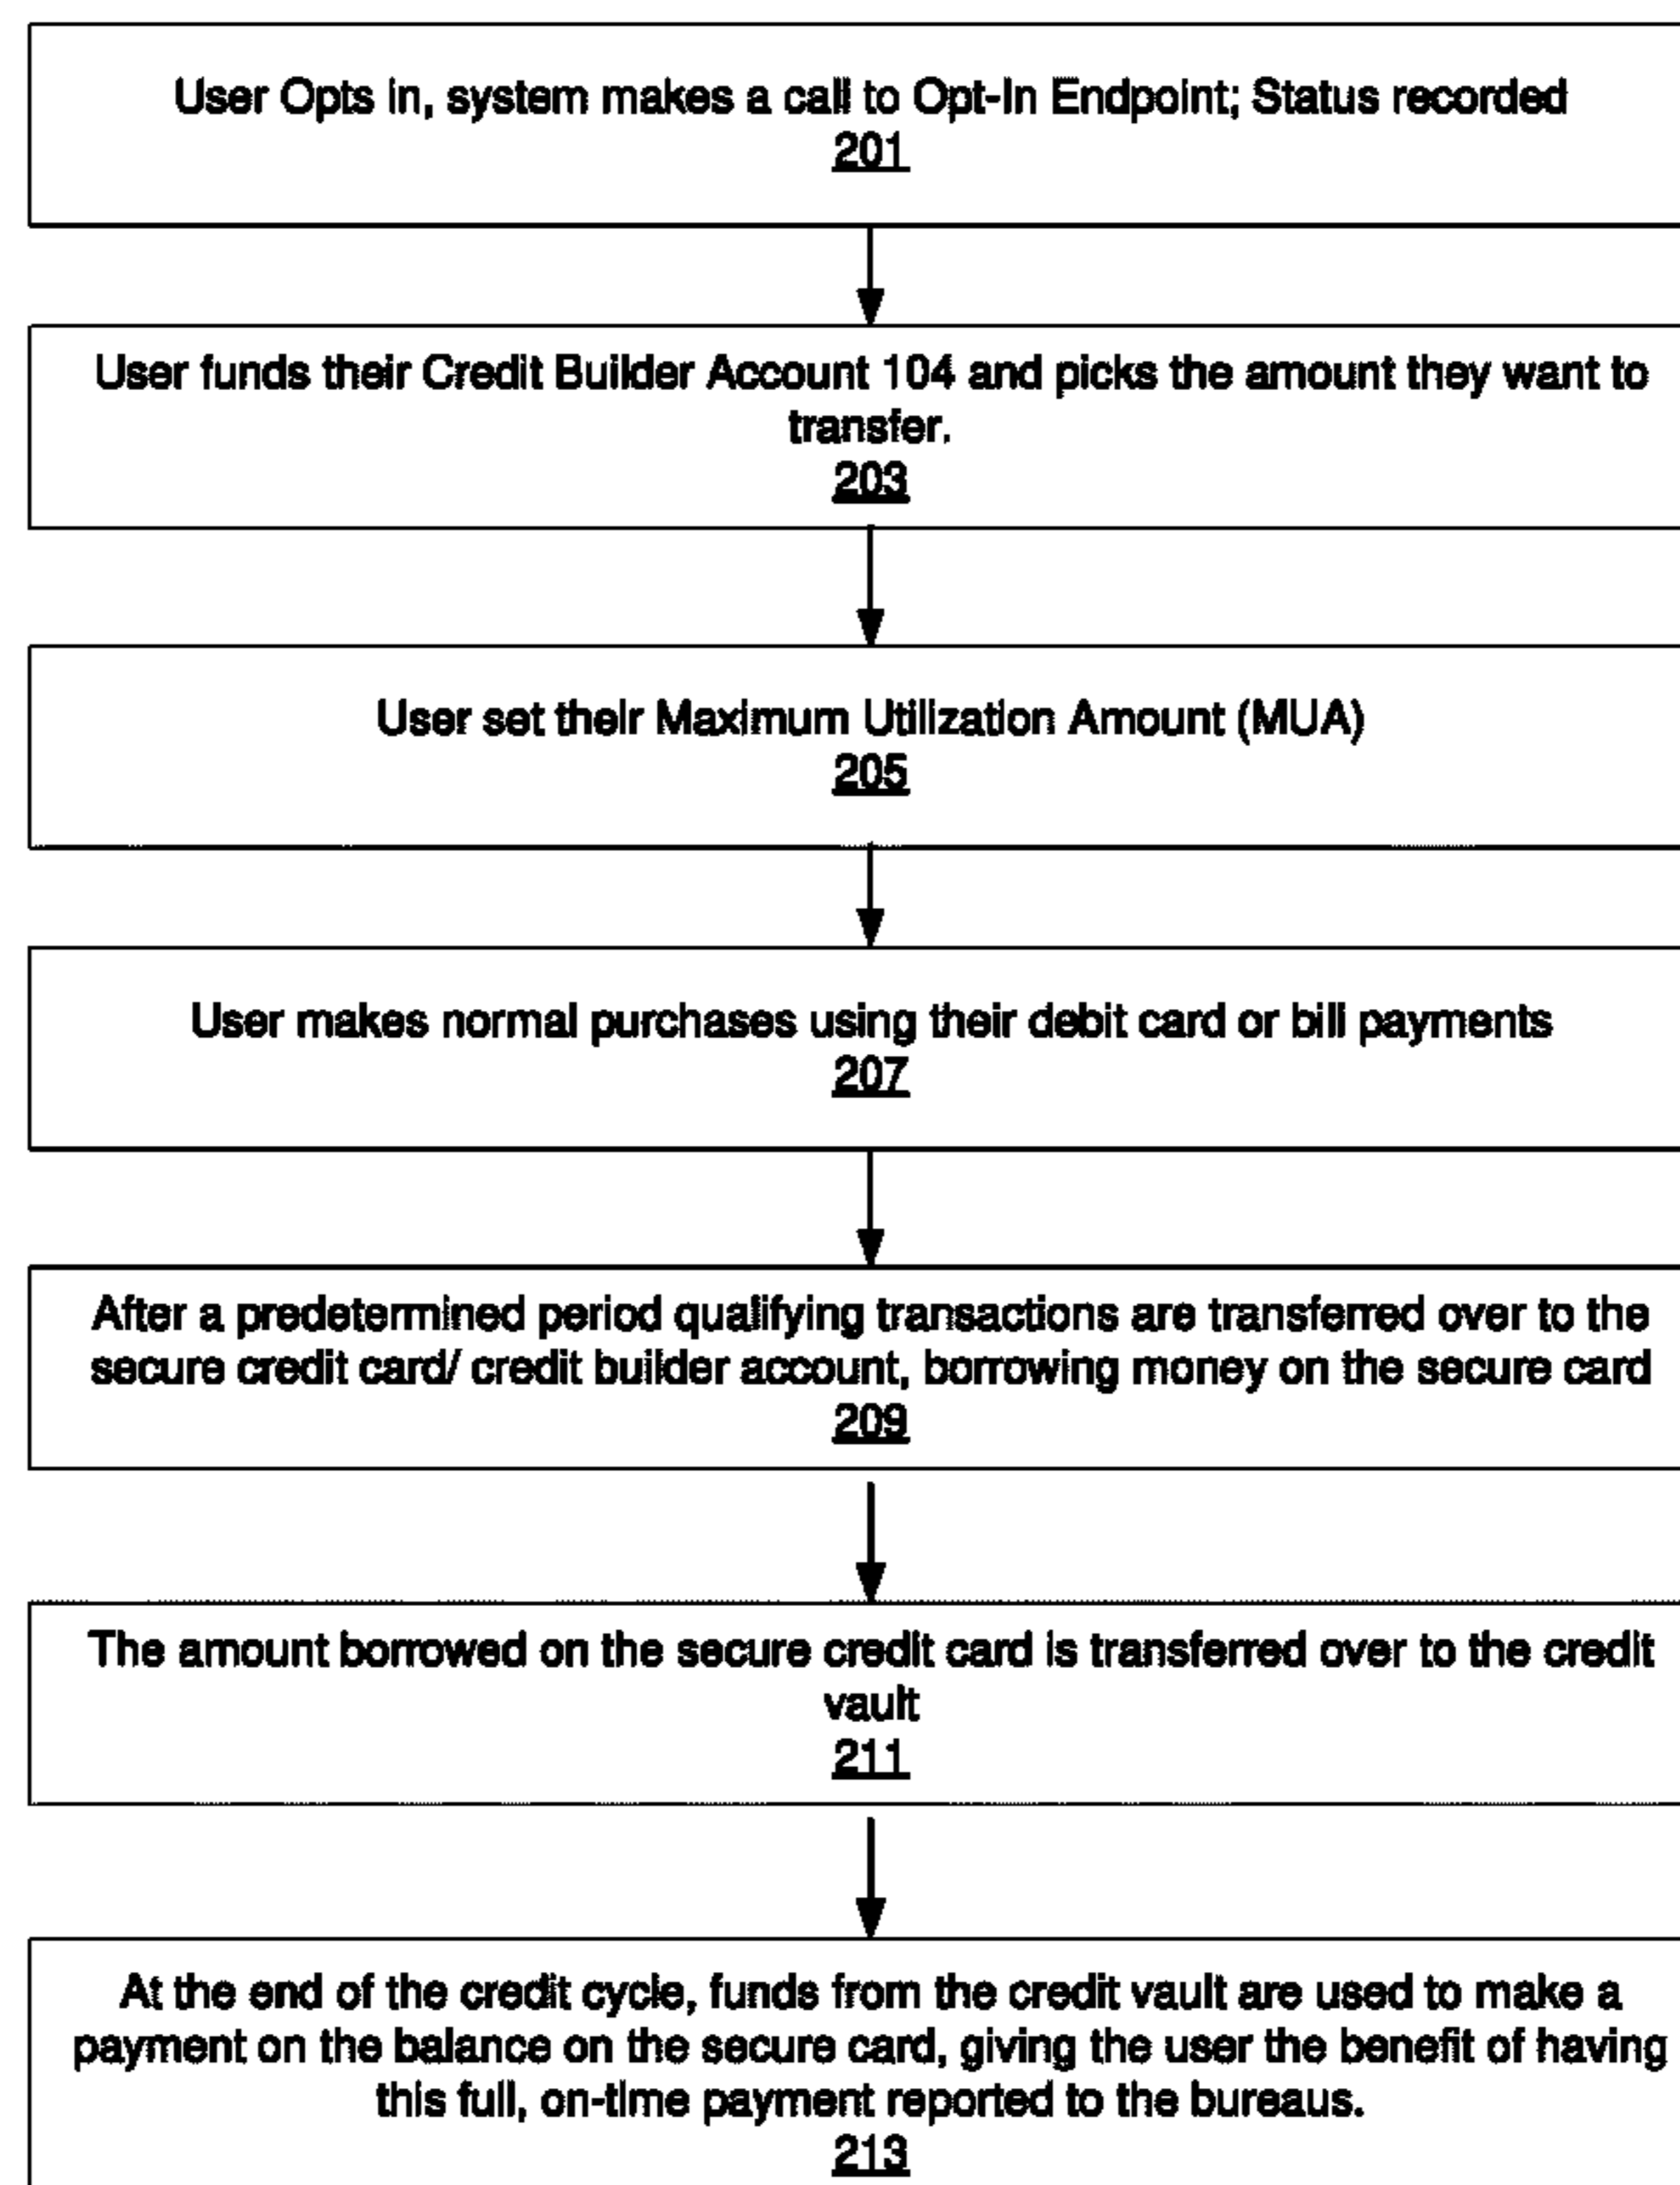 User Opts in, system makes a call to Opt-In Endpoint; Status recorded
201
User funds their Credit Builder Account 104 and picks the amount they want to
transfer.
203
User set their Maximum Utilization Amount (MUA)
205
User makes normal purchases using their debit card or bill payments
207
After a predetermined period qualifying transactions are transferred over to the
secure credit card/ credit builder account, borrowing money on the secure card
209
The amount borrowed on the secure credit card is transferred over to the credit
vault
211
At the end of the credit cycle, funds from the credit vault are used to make a
payment on the balance on the secure card, giving the user the benefit of having
this full, on-time payment reported to the bureaus.
213